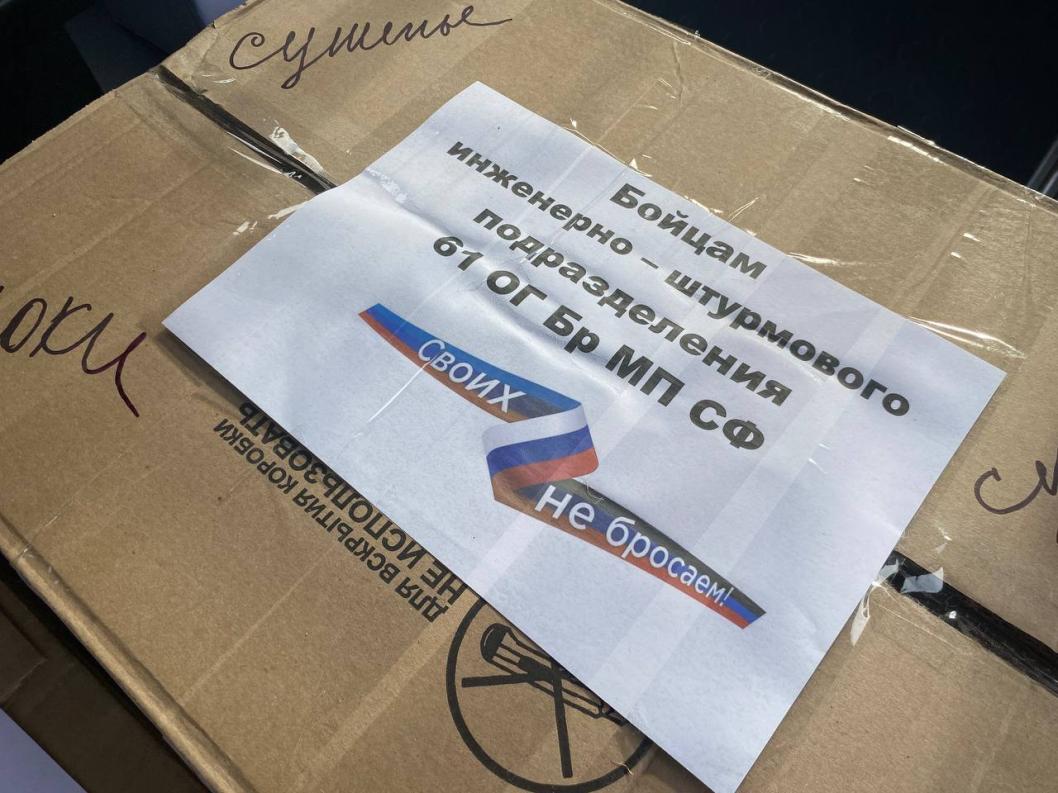 сушенье
Бойцам
инженерно – штурмового
подразделения
61 ОГ Бр МП СФ
Своих
Не бросаем!
НЕ ИСПОЛЬЗОВАТЬ
ДЛЯ ВСКРЫТИЯ КОРОБКИ